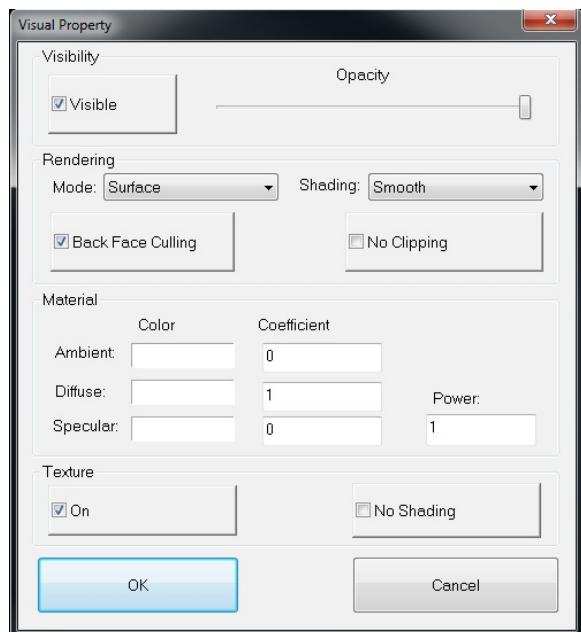 Visual Property
Visibility
Visible
Opacity
Rendering
Mode: Surface Shading: Smooth
Back Face Culling No Clipping
Material
Color Coefficient
Ambient: 0
Diffuse: 1 Power:
Specular: 0 1
Texture
On No Shading
OK Cancel